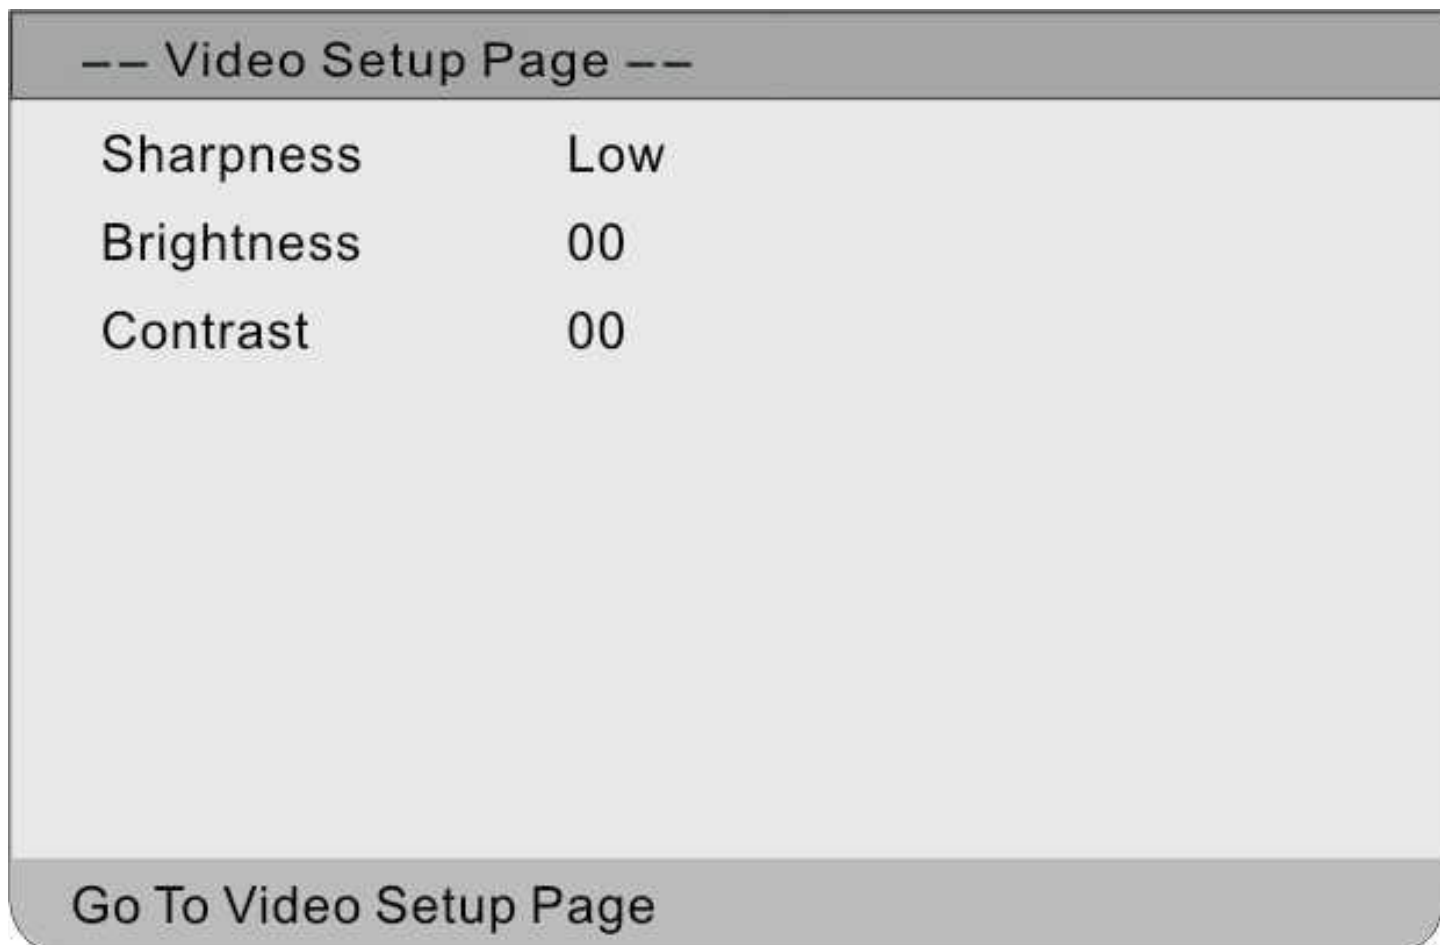 -- Video Setup Page --
Sharpness Low
Brightness 00
Contrast 00
Go To Video Setup Page